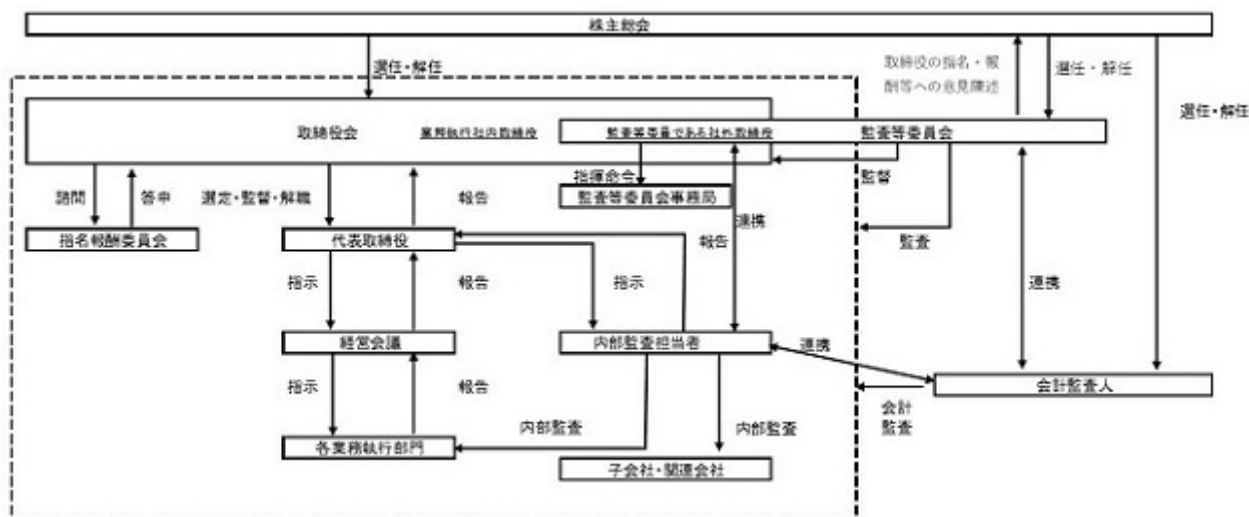 株主総会
選任・解任
取締役の指名・報
酬等への意見陳述
選任・解任
選任・解任
取締役会
業務執行社内取締役
監査等委員である社外取締役
監査等委員会
指揮命令
監督
監査等委員会事務局
諮問
答申
選定・監督・解職
報告
連携
報告
監査
指名報酬委員会
代表取締役
指示
報告
指示
連携
経営会議
内部監査担当者
連携
指示
報告
会計監査人
会計
監査
内部監査
内部監査
各業務執行部門
子会社・関連会社